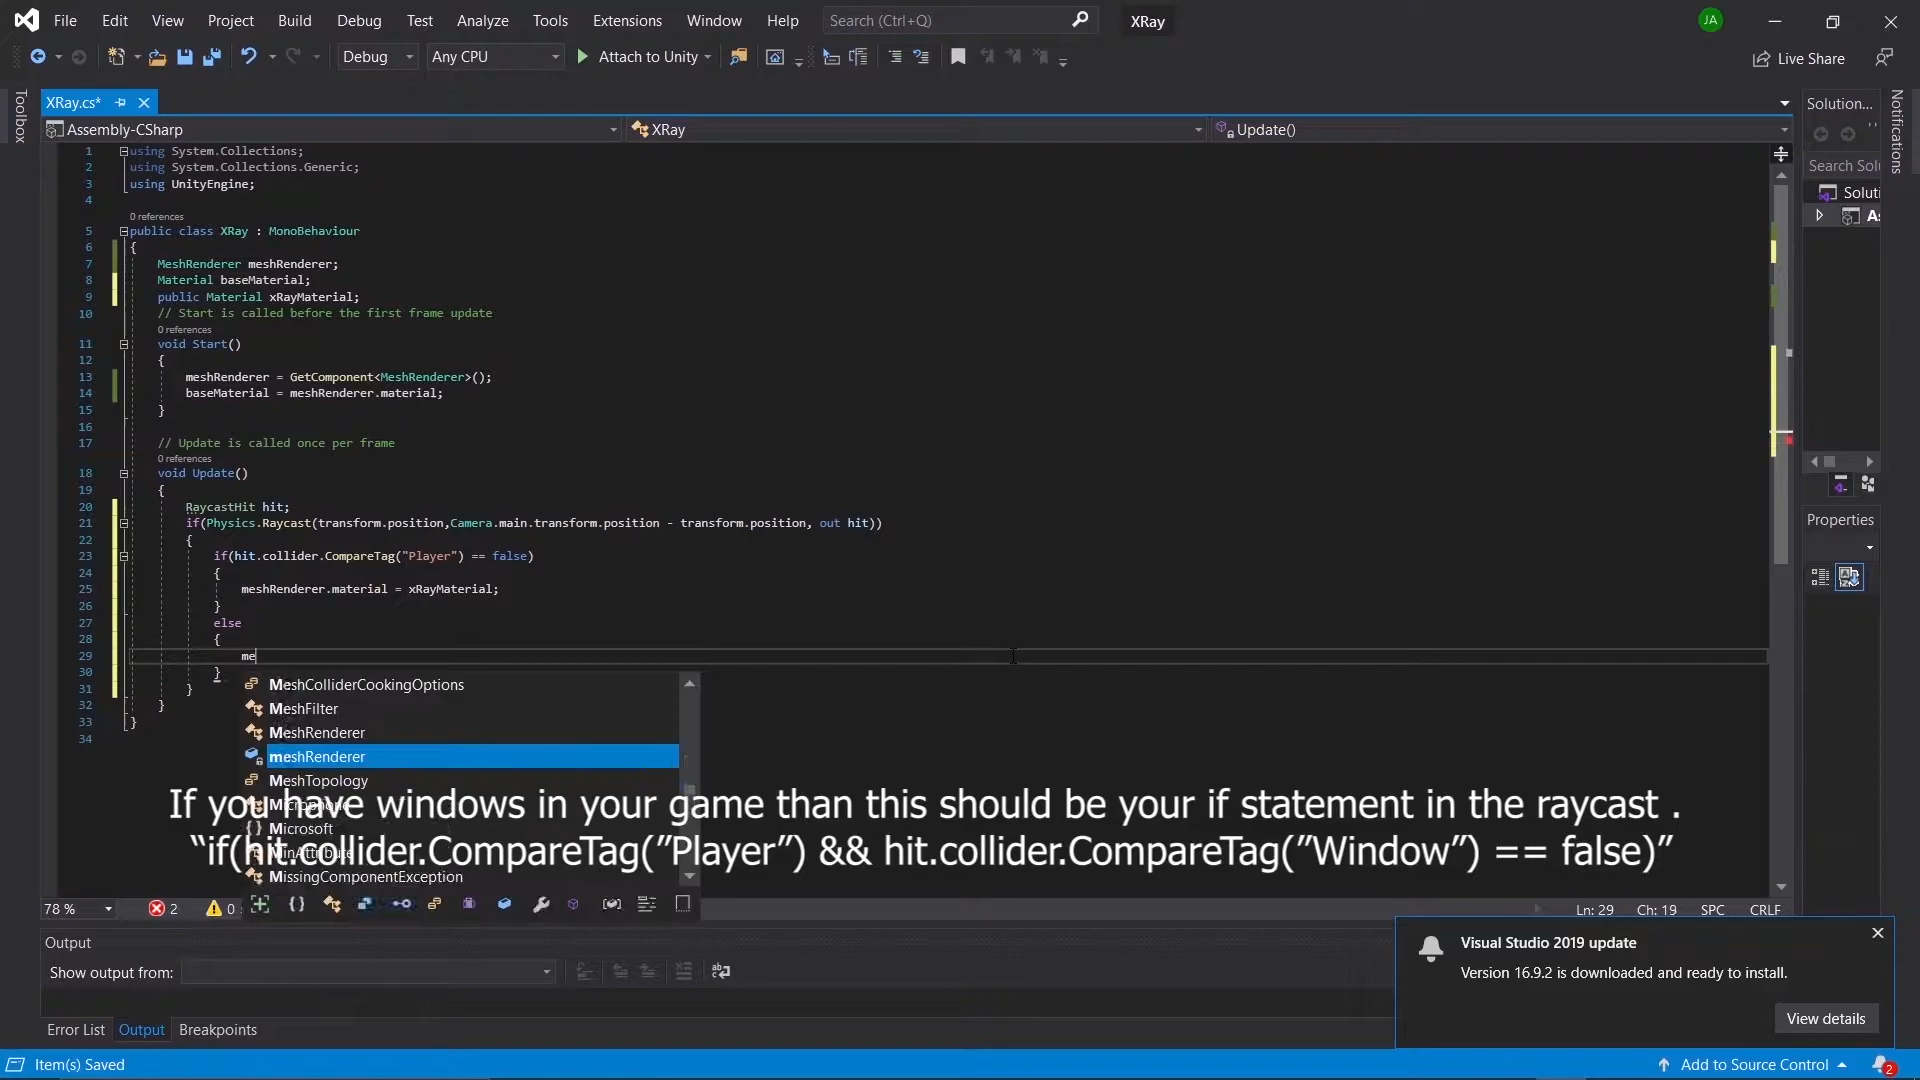 File Edit View Project Build Debug Test Analyze Tools Extensions Window Help Search (Ctrl+Q) XRay JA
Debug Any CPU Attach to Unity Live Share
Toolbox
XRay.cs*
Assembly-CSharp XRay Update()
1 using System.Collections;
2 using System.Collections.Generic;
3 using UnityEngine;
4
0 references
5 public class XRay : MonoBehaviour
6 {
7 MeshRenderer meshRenderer;
8 Material baseMaterial;
9 public Material xRayMaterial;
10 // Start is called before the first frame update
0 references
11 void Start()
12 {
13 meshRenderer = GetComponent<MeshRenderer>();
14 baseMaterial = meshRenderer.material;
15 }
16
17 // Update is called once per frame
0 references
18 void Update()
19 {
20 RaycastHit hit;
21 if(Physics.Raycast(transform.position,Camera.main.transform.position - transform.position, out hit))
22 {
23 if(hit.collider.CompareTag("Player") == false)
24 {
25 meshRenderer.material = xRayMaterial;
26 }
27 else
28 {
29 me
30 }
31 }
32 }
33 }
34
MeshColliderCookingOptions
MeshFilter
MeshRenderer
meshRenderer
MeshTopology
Microphone
Microsoft
MinAttribute
MissingComponentException
If you have windows in your game than this should be your if statement in the raycast .
“if(hit.collider.CompareTag(”Player”) && hit.collider.CompareTag(”Window”) == false)”
78 % 2 0 Ln: 29 Ch: 19 SPC CRLF
Output
Show output from:
Error List Output Breakpoints
Item(s) Saved
Add to Source Control 2
Visual Studio 2019 update
Version 16.9.2 is downloaded and ready to install.
View details
Solution...
Search Solu
Soluti
As
Properties
Notifications